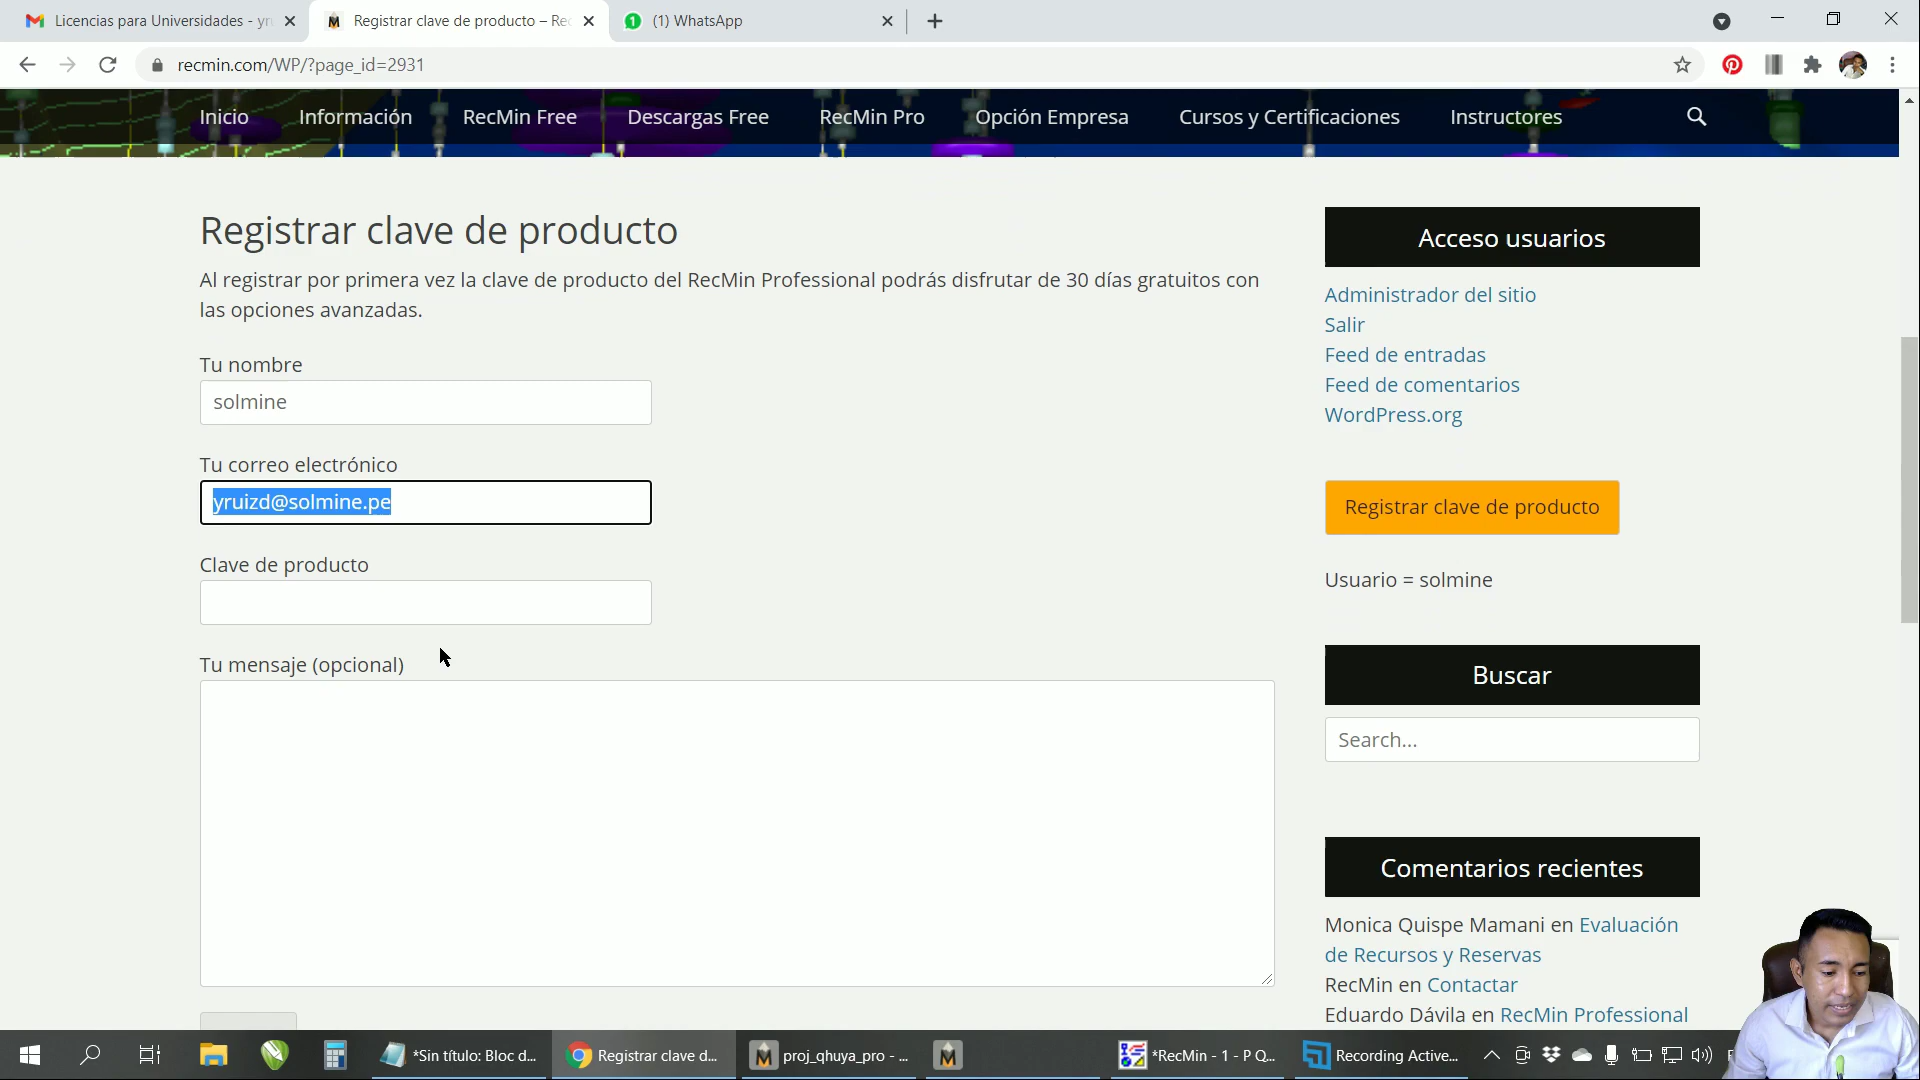 Licencias para Universidades - yru
Registrar clave de producto – Rec
(1) WhatsApp
recmin.com/WP/?page_id=2931
Inicio
Información
RecMin Free
Descargas Free
RecMin Pro
Opción Empresa
Cursos y Certificaciones
Instructores
Registrar clave de producto
Al registrar por primera vez la clave de producto del RecMin Professional podrás disfrutar de 30 días gratuitos con
las opciones avanzadas.
Tu nombre
solmine
Tu correo electrónico
yruizd@solmine.pe
Clave de producto
Tu mensaje (opcional)
Acceso usuarios
Administrador del sitio
Salir
Feed de entradas
Feed de comentarios
WordPress.org
Registrar clave de producto
Usuario = solmine
Buscar
Search...
Comentarios recientes
Monica Quispe Mamani en Evaluación
de Recursos y Reservas
RecMin en Contactar
Eduardo Dávila en RecMin Professional
*Sin título: Bloc d...
Registrar clave d...
proj_qhuya_pro - ...
*RecMin - 1 - P Q...
Recording Active...